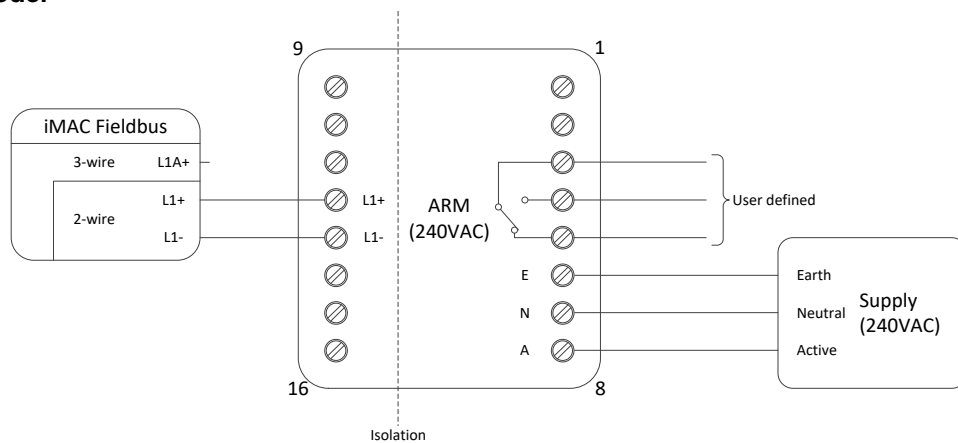 9
1
iMAC Fieldbus
3-wire L1A+
2-wire
L1+
L1-
L1+
L1-
ARM
(240VAC)
User defined
E
N
A
Earth
Neutral
Active
Supply
(240VAC)
16
8
Isolation